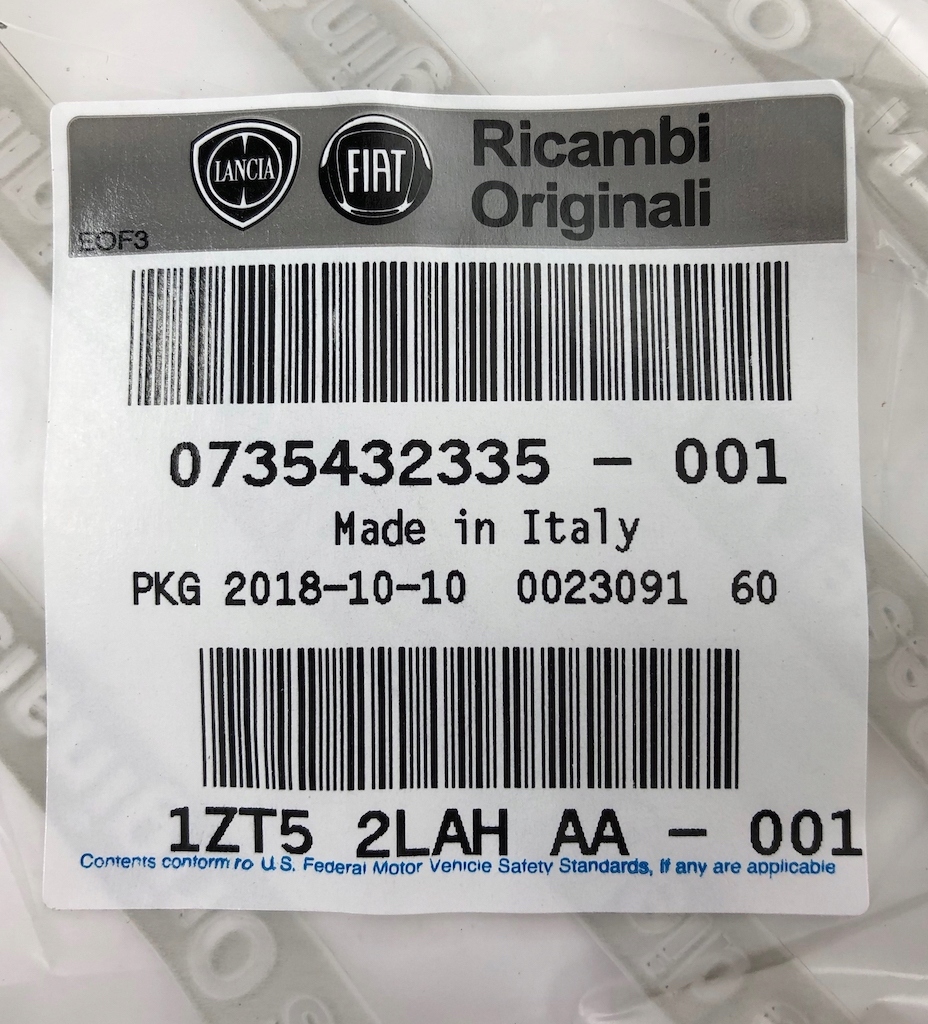 LANCIA FIAT Ricambi
Originali
EOF3
0735432335 - 001
Made in Italy
PKG 2018-10-10 0023091 60
1ZT5 2LAH AA - 001
Contents conform to U.S. Federal Motor Vehicle Safety Standards, If any are applicable